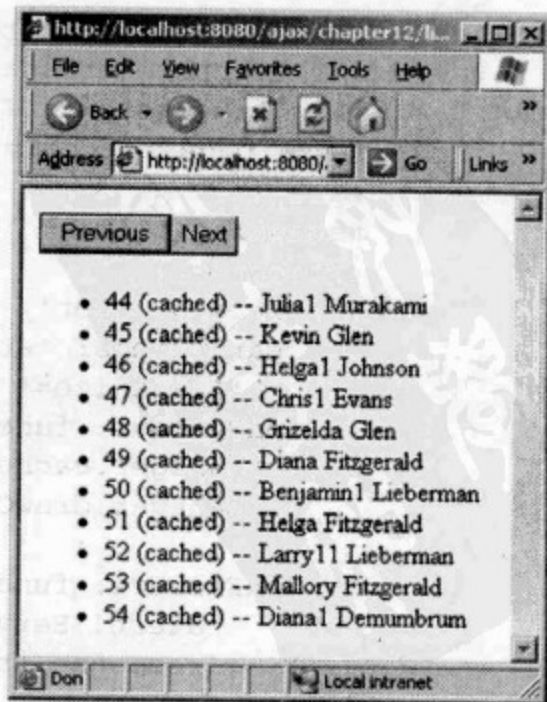 http://localhost:8080/ajax/chapter12/li...
File Edit View Favorites Tools Help
Back
Address http://localhost:8080/. Go Links
Previous Next
• 44 (cached) -- Julia1 Murakami
• 45 (cached) -- Kevin Glen
• 46 (cached) -- Helga1 Johnson
• 47 (cached) -- Chris1 Evans
• 48 (cached) -- Grizelda Glen
• 49 (cached) -- Diana Fitzgerald
• 50 (cached) -- Benjamin1 Lieberman
• 51 (cached) -- Helga Fitzgerald
• 52 (cached) -- Larry11 Lieberman
• 53 (cached) -- Mallory Fitzgerald
• 54 (cached) -- Diana1 Demumbrum
Don Local intranet